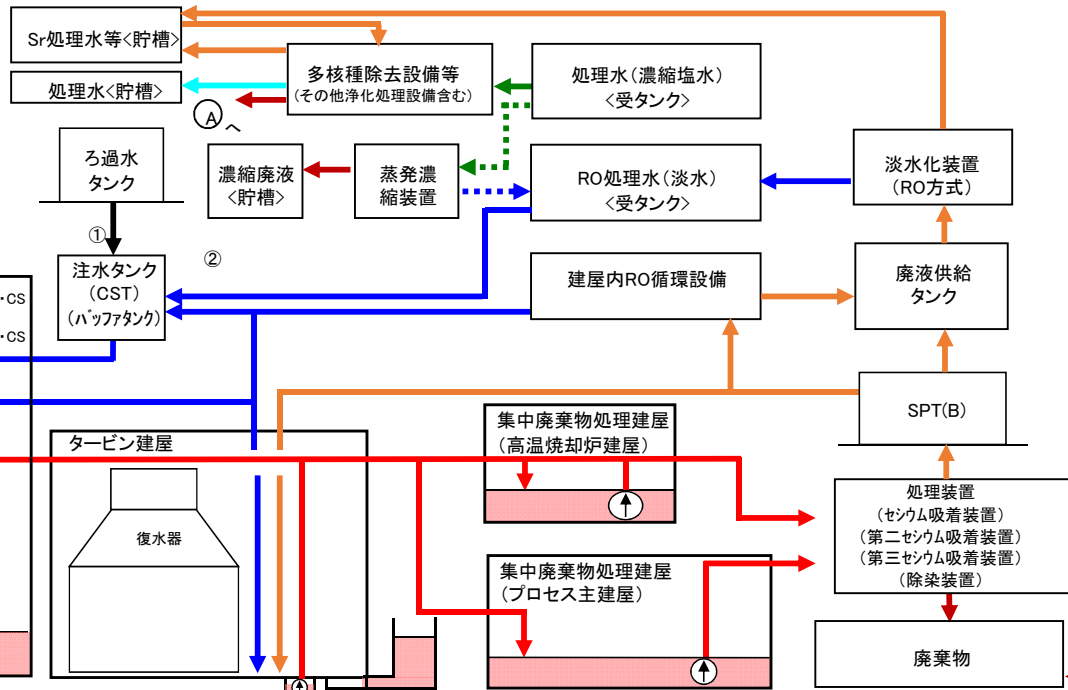 Sr処理水等<貯槽>
処理水<貯槽>
A
へ
多核種除去設備等
(その他浄化処理設備含む)
処理水(濃縮塩水)
<受タンク>
ろ過水
タンク
濃縮廃液
<貯槽>
蒸発濃
縮装置
RO処理水(淡水)
<受タンク>
淡水化装置
(RO方式)
①
②
注水タンク
(CST)
(バッファタンク)
建屋内RO循環設備
廃液供給
タンク
・CS
・CS
SPT(B)
タービン建屋
復水器
集中廃棄物処理建屋
(高温焼却炉建屋)
処理装置
(セシウム吸着装置)
(第二セシウム吸着装置)
(第三セシウム吸着装置)
(除染装置)
集中廃棄物処理建屋
(プロセス主建屋)
廃棄物